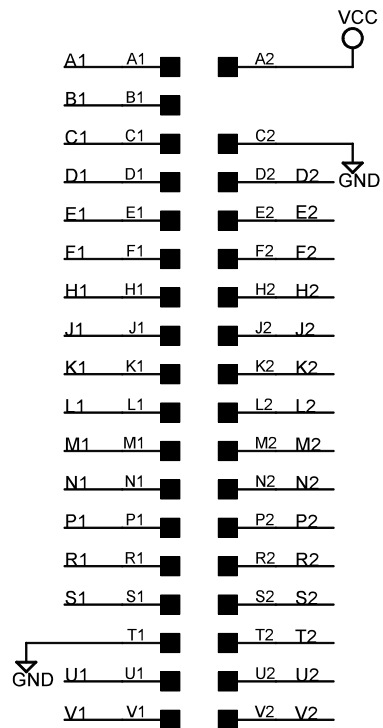 VCC
A1 A1 A2
B1 B1
C1 C1 C2
D1 D1 D2 D2
GND
E1 E1 E2 E2
F1 F1 F2 F2
H1 H1 H2 H2
J1 J1 J2 J2
K1 K1 K2 K2
L1 L1 L2 L2
M1 M1 M2 M2
N1 N1 N2 N2
P1 P1 P2 P2
R1 R1 R2 R2
S1 S1 S2 S2
T1 T2 T2
GND U1 U1 U2 U2
V1 V1 V2 V2